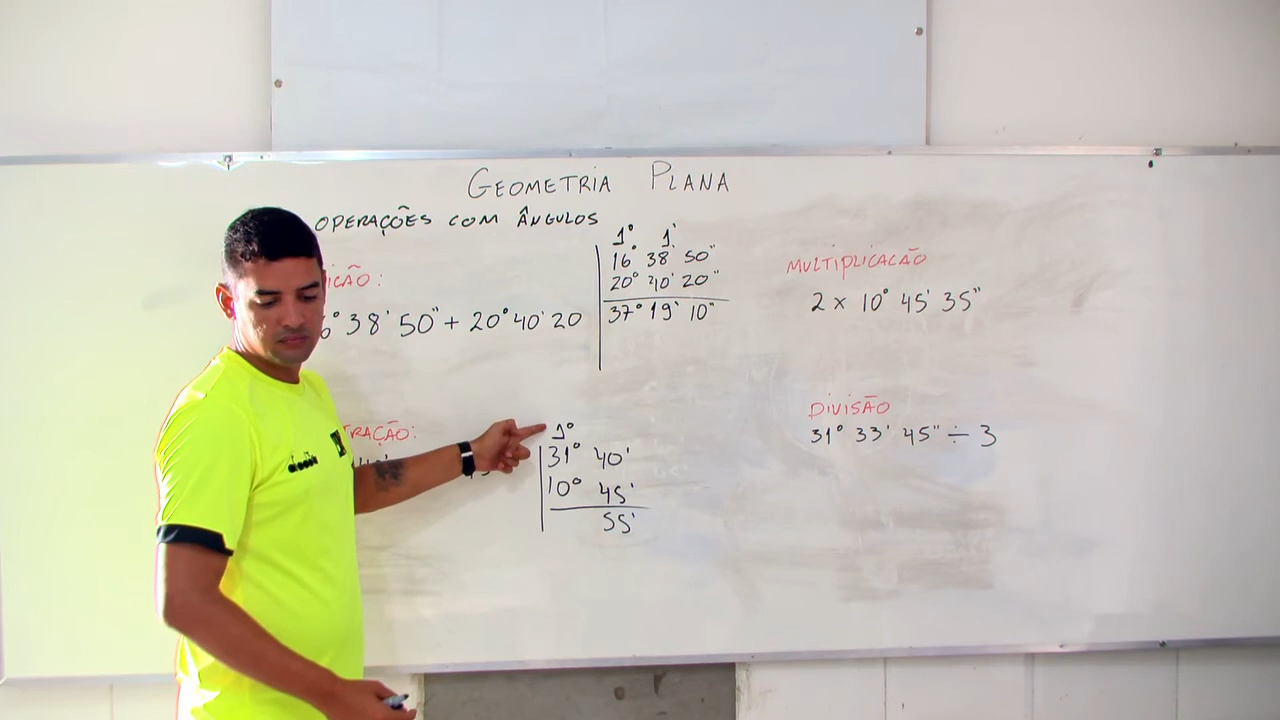 GEOMETRIA PLANA
OPERAÇÕES COM ÂNGULOS
38' 50" + 20° 40' 20
1° 1'
16° 38' 50"
20° 40' 20"
37° 19' 10"
MULTIPLICAÇÃO
2 x 10° 45' 35"
1°
31° 40'
10° 45'
55'
DIVISÃO
31° 33' 45" ÷ 3
diadora